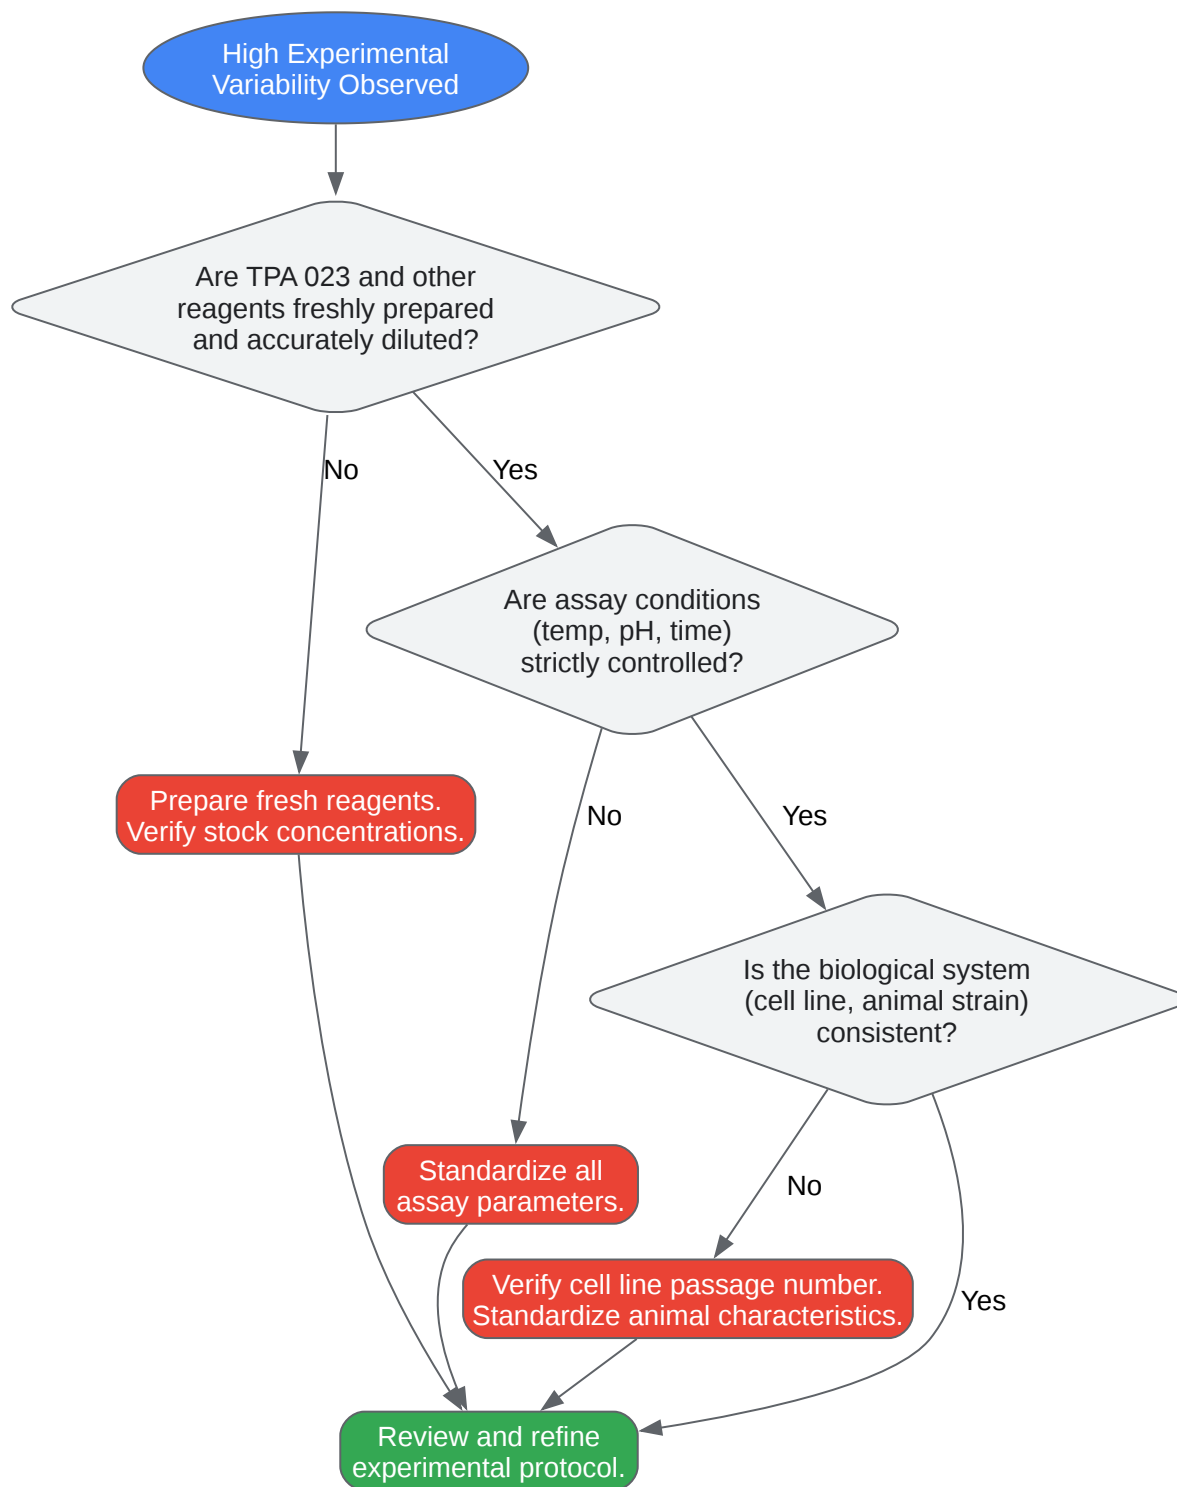 High Experimental
Variability Observed
Are TPA 023 and other
reagents freshly prepared
and accurately diluted?
No
Yes
Are assay conditions
(temp, pH, time)
strictly controlled?
Prepare fresh reagents.
Verify stock concentrations.
No
Yes
Is the biological system
(cell line, animal strain)
consistent?
Standardize all
assay parameters.
No
Verify cell line passage number.
Standardize animal characteristics.
Yes
Review and refine
experimental protocol.